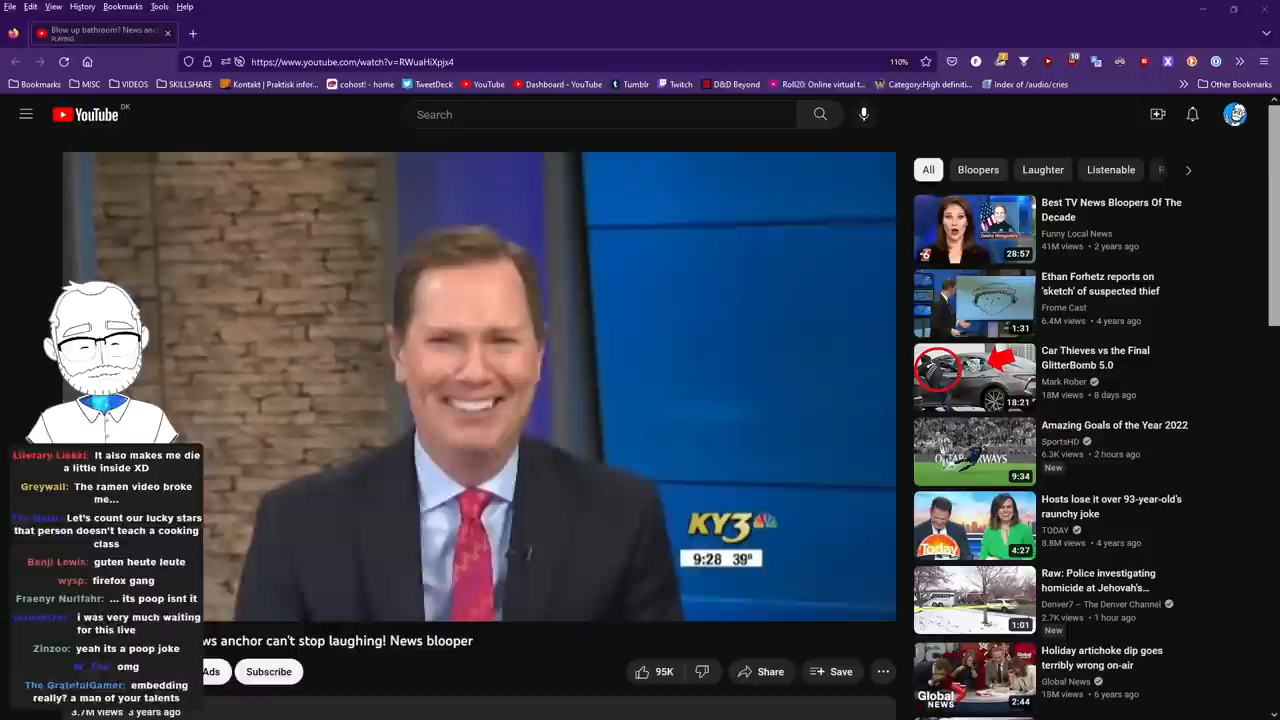 File Edit View History Bookmarks Tools Help
Blow up bathroom? News anc
PLAYING
https://www.youtube.com/watch?v=RWuaHiXpjx4
110%
Bookmarks MISC VIDEOS SKILLSHARE Kontakt | Praktisk infor... cohost! - home TweetDeck YouTube Dashboard - YouTube Tumblr Twitch D&D Beyond Roll20: Online virtual t... Category:High definiti... Index of /audio/cries Other Bookmarks
YouTube DK
Search
All Bloopers Laughter Listenable
Best TV News Bloopers Of The
Decade
Funny Local News
41M views • 2 years ago
28:57
Ethan Forhetz reports on
'sketch' of suspected thief
Frome Cast
6.4M views • 4 years ago
1:31
Car Thieves vs the Final
GlitterBomb 5.0
Mark Rober
18M views • 8 days ago
18:21
Amazing Goals of the Year 2022
SportsHD
6.3K views • 2 hours ago
New
9:34
Hosts lose it over 93-year-old's
raunchy joke
TODAY
8.8M views • 4 years ago
Today
4:27
Raw: Police investigating
homicide at Jehovah's...
Denver7 – The Denver Channel
2.7K views • 1 hour ago
New
1:01
Holiday artichoke dip goes
terribly wrong on-air
Global News
18M views • 6 years ago
Global
NEWS
2:44
KY3
9:28 39°
It also makes me die
a little inside XD
Greywall: The ramen video broke
me...
Let's count our lucky stars
that person doesn't teach a cooking
class
Benji Lewis: guten heute leute
wysp: firefox gang
Fraenyr Nurlfahr: ... its poop isnt it
i was very much waiting
for this live
Zinzoo: yeah its a poop joke
omg
The GratefulGamer: embedding
really? a man of your talents
ws anchor can't stop laughing! News blooper
Ads Subscribe 95K Share Save
3.7M views 3 years ago